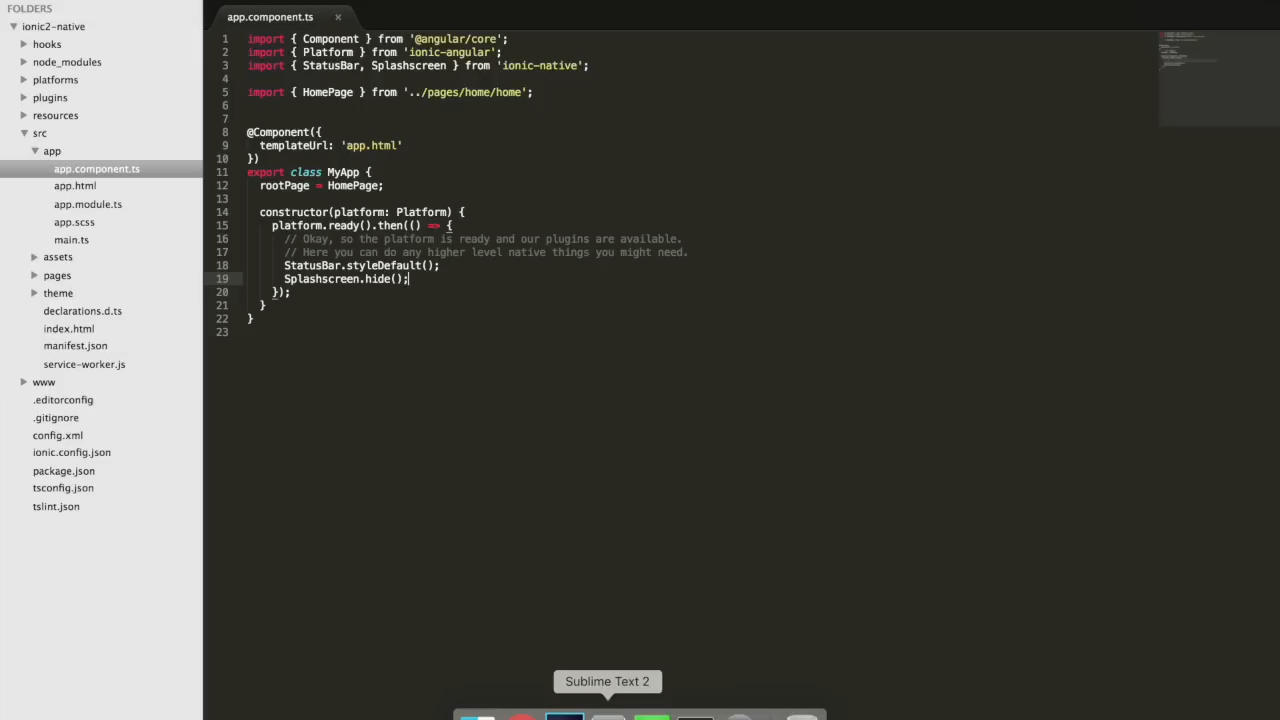 FOLDERS
ionic2-native
hooks
node_modules
platforms
plugins
resources
src
app
app.component.ts
app.html
app.module.ts
app.scss
main.ts
assets
pages
theme
declarations.d.ts
index.html
manifest.json
service-worker.js
www
.editorconfig
.gitignore
config.xml
ionic.config.json
package.json
tsconfig.json
tslint.json
app.component.ts ×
1 import { Component } from '@angular/core';
2 import { Platform } from 'ionic-angular';
3 import { StatusBar, Splashscreen } from 'ionic-native';
4
5 import { HomePage } from '../pages/home/home';
6
7
8 @Component({
9 templateUrl: 'app.html'
10 })
11 export class MyApp {
12 rootPage = HomePage;
13
14 constructor(platform: Platform) {
15 platform.ready().then(() => {
16 // Okay, so the platform is ready and our plugins are available.
17 // Here you can do any higher level native things you might need.
18 StatusBar.styleDefault();
19 Splashscreen.hide();
20 });
21 }
22 }
23
Sublime Text 2